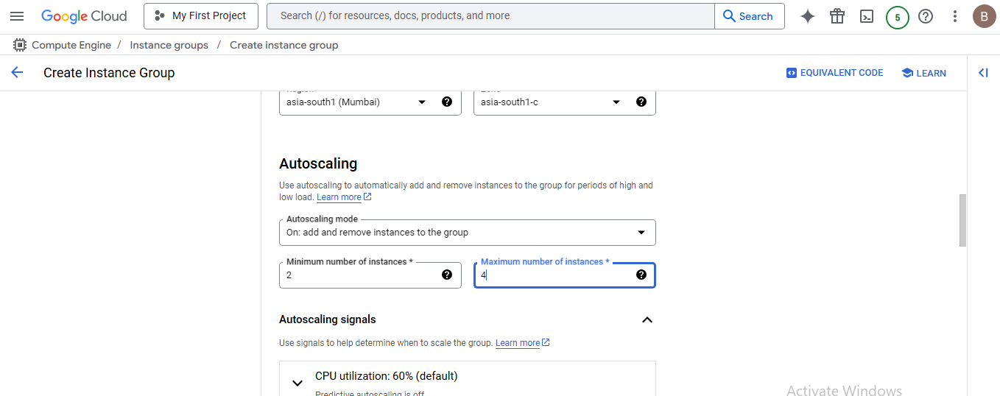 Google Cloud
My First Project
Search (/) for resources, docs, products, and more
Search
5
B
Compute Engine / Instance groups / Create instance group
Create Instance Group
EQUIVALENT CODE
LEARN
Region
Zone
asia-south1 (Mumbai)
asia-south1-c
Autoscaling
Use autoscaling to automatically add and remove instances to the group for periods of high and
low load. Learn more
Autoscaling mode
On: add and remove instances to the group
Minimum number of instances *
2
Maximum number of instances *
4
Autoscaling signals
Use signals to help determine when to scale the group. Learn more
CPU utilization: 60% (default)
Predictive autoscaling is off
Activate Windows